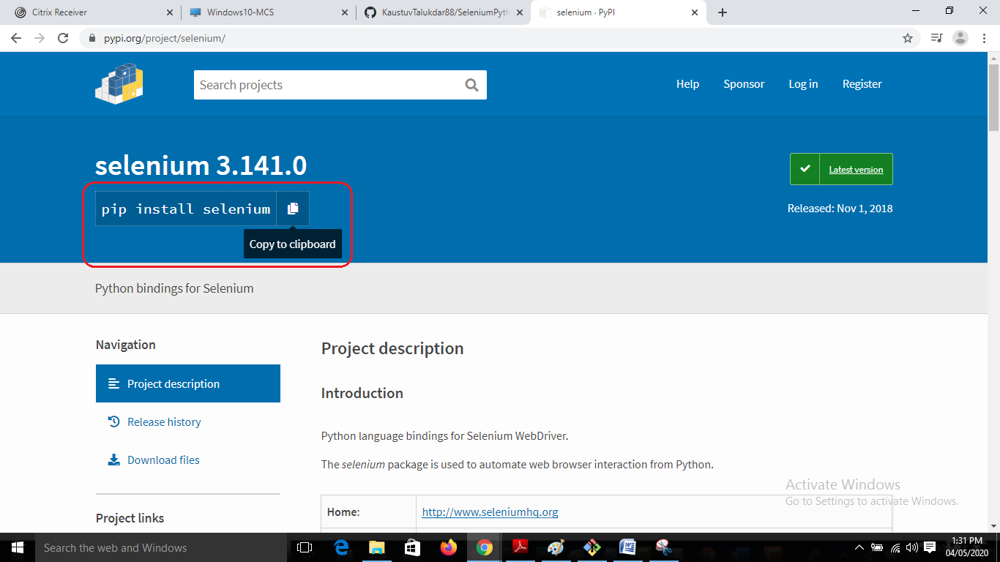 Citrix Receiver
Windows10-MCS
KaustuvTalukdar88/SeleniumPyth
selenium · PyPI
pypi.org/project/selenium/
Search projects
Help
Sponsor
Log in
Register
selenium 3.141.0
Latest version
pip install selenium
Released: Nov 1, 2018
Copy to clipboard
Python bindings for Selenium
Navigation
Project description
Release history
Download files
Project links
Project description
Introduction
Python language bindings for Selenium WebDriver.
The selenium package is used to automate web browser interaction from Python.
Home:
http://www.seleniumhq.org
Activate Windows
Go to Settings to activate Windows.
Search the web and Windows
1:31 PM
04/05/2020